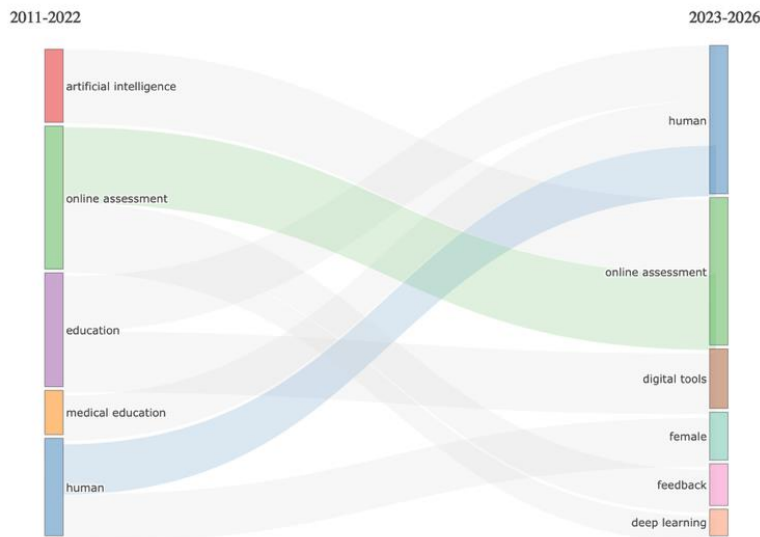 2011-2022
2023-2026
artificial intelligence
online assessment
education
medical education
human
human
online assessment
digital tools
female
feedback
deep learning